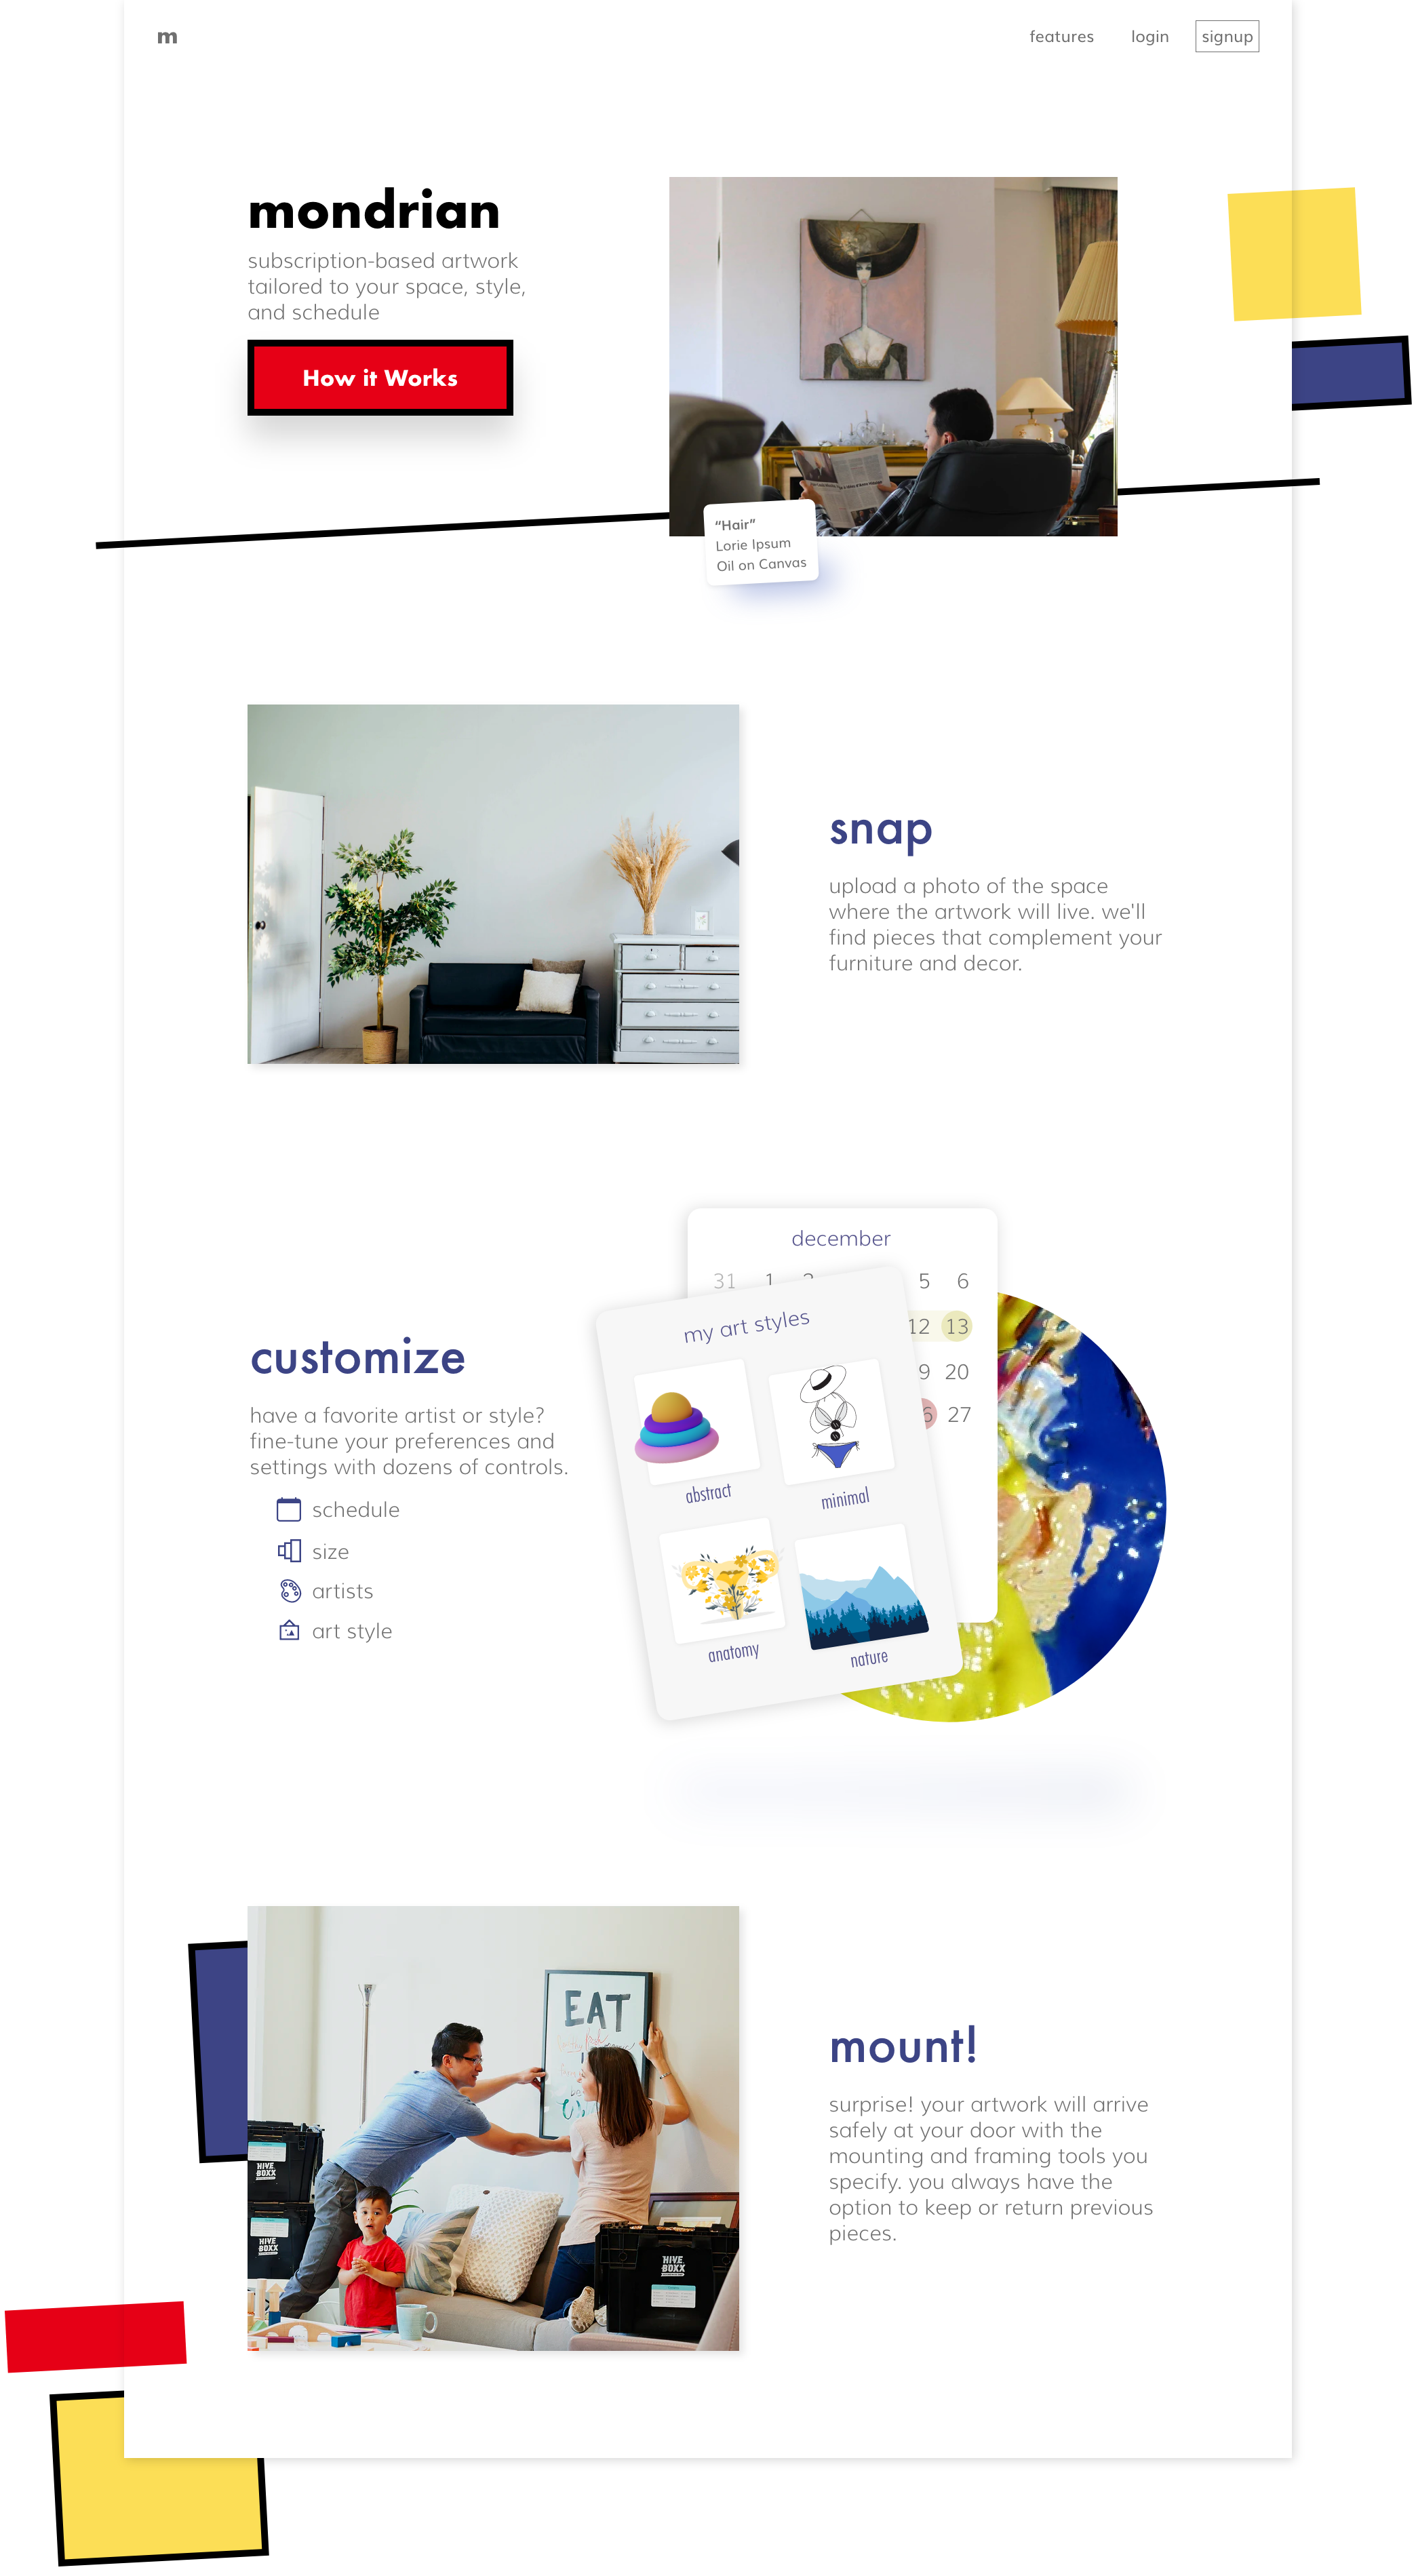 m
features
login
signup
mondrian
subscription-based artwork
tailored to your space, style,
and schedule
How it Works
“Hair”
Lorie Ipsum
Oil on Canvas
snap
upload a photo of the space
where the artwork will live. we'll
find pieces that complement your
furniture and decor.
december
31 1 5 6
12 13
9 20
27
my art styles
abstract
minimal
anatomy
nature
customize
have a favorite artist or style?
fine-tune your preferences and
settings with dozens of controls.
schedule
size
artists
art style
EAT
HIVE
BOXX
HIVE
BOXX
HIVE
BOXX
mount!
surprise! your artwork will arrive
safely at your door with the
mounting and framing tools you
specify. you always have the
option to keep or return previous
pieces.